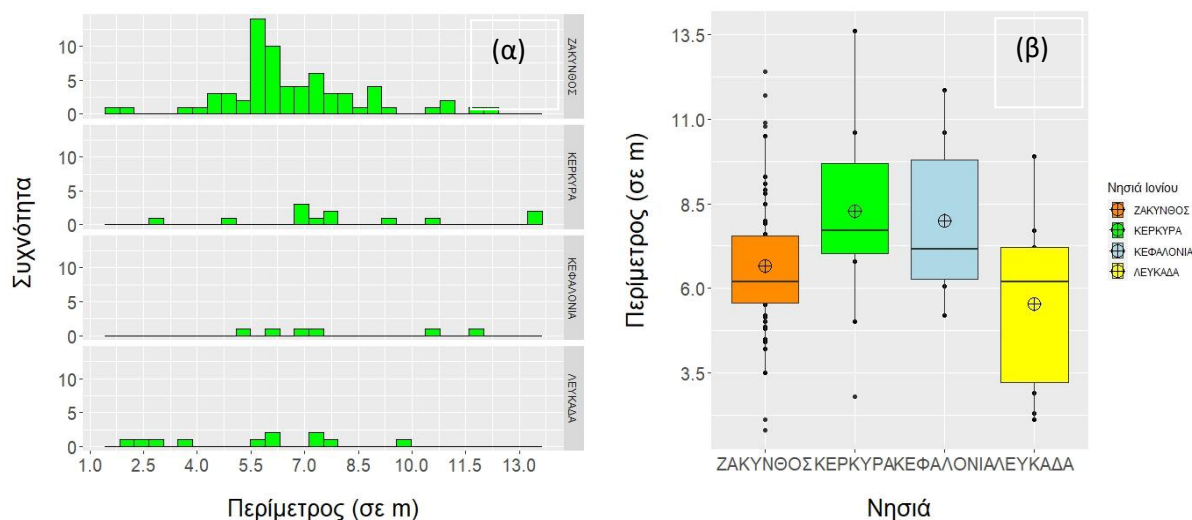 (α)
10
5
0
ΖΑΚΥΝΘΟΣ
10
5
0
ΚΕΡΚΥΡΑ
10
5
0
ΚΕΦΑΛΟΝΙΑ
10
5
0
ΛΕΥΚΑΔΑ
Συχνότητα
1.0 2.5 4.0 5.5 7.0 8.5 10.0 11.5 13.0
Περίμετρος (σε m)
(β)
13.5
11.0
8.5
6.0
3.5
Περίμετρος (σε m)
ΖΑΚΥΝΘΟΣ ΚΕΡΚΥΡΑ ΚΕΦΑΛΟΝΙΑ ΛΕΥΚΑΔΑ
Νησιά
Νησιά Ιονίου
ΖΑΚΥΝΘΟΣ
ΚΕΡΚΥΡΑ
ΚΕΦΑΛΟΝΙΑ
ΛΕΥΚΑΔΑ